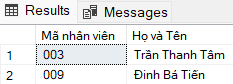 Results Messages
Mã nhân viên Họ và Tên
1 003 Trần Thanh Tâm
2 009 Đinh Bá Tiến